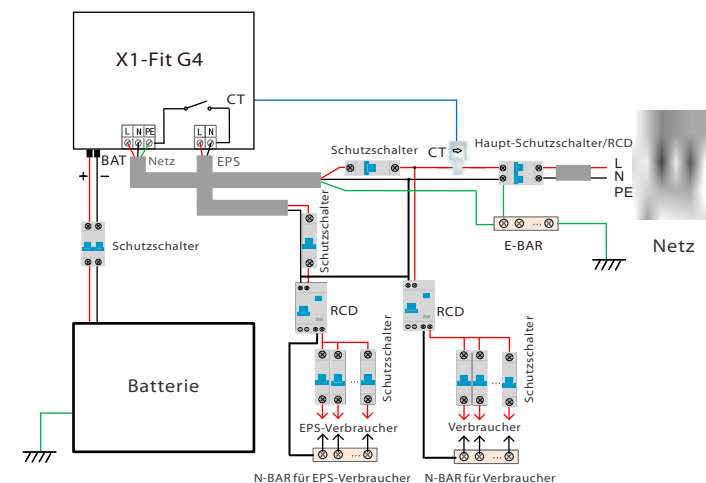 X1-Fit G4
CT
L N PE
L N
BAT
Netz
EPS
+
–
Schutzschalter
CT
Haupt-Schutzschalter/RCD
L
N
PE
Netz
E-BAR
Schutzschalter
Schutzschalter
RCD
RCD
Batterie
Schutzschalter
Schutzschalter
...
...
...
EPS-Verbraucher
Verbraucher
...
...
N-BAR für EPS-Verbraucher
N-BAR für Verbraucher